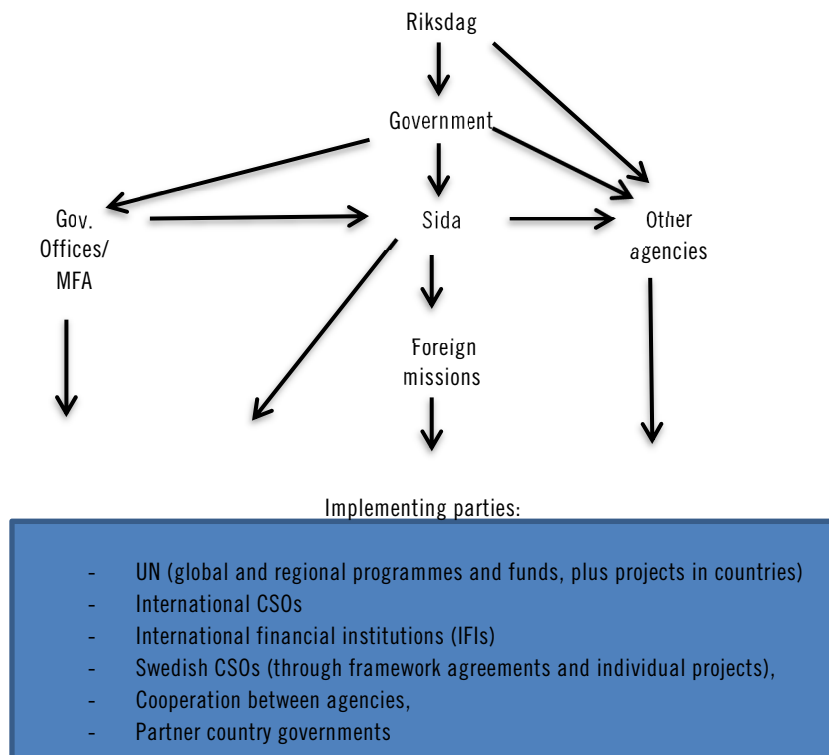 Riksdag
Government
Gov.
Offices/
MFA
Sida
Other
agencies
Foreign
missions
Implementing parties:
- UN (global and regional programmes and funds, plus projects in countries)
- International CSOs
- International financial institutions (IFIs)
- Swedish CSOs (through framework agreements and individual projects),
- Cooperation between agencies,
- Partner country governments